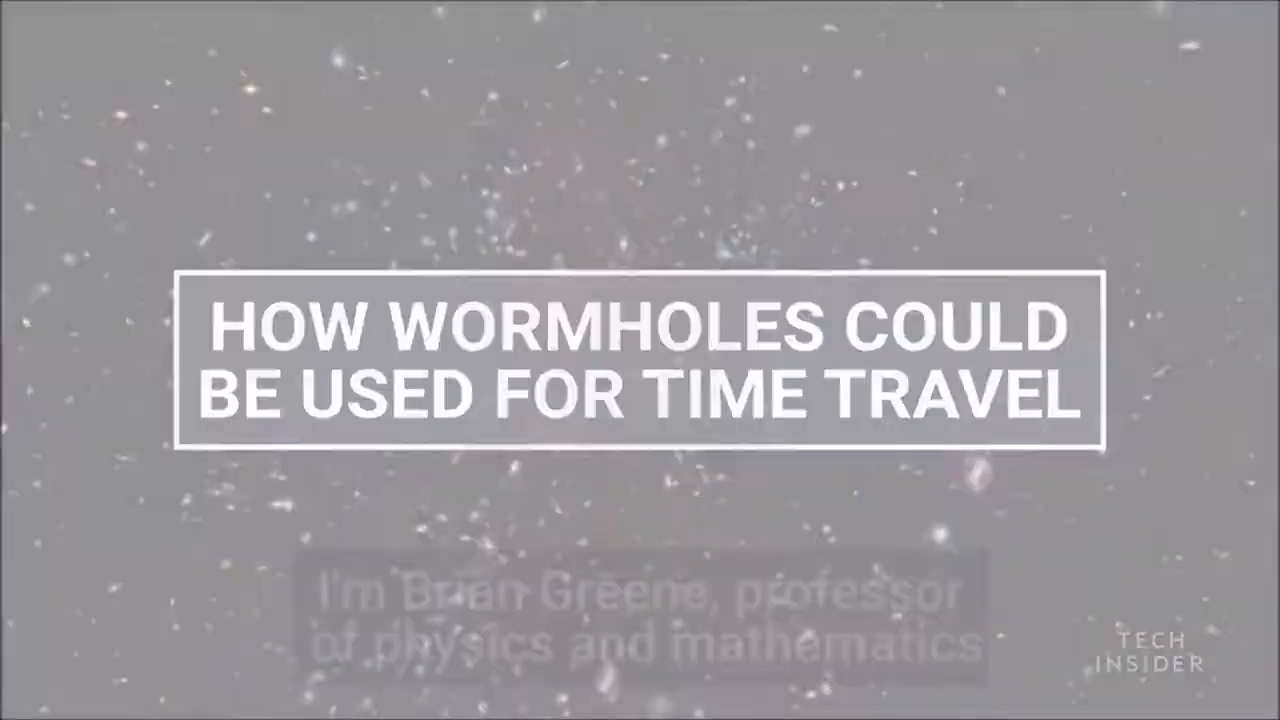 HOW WORMHOLES COULD
BE USED FOR TIME TRAVEL
I'm Brian Greene, professor
of physics and mathematics
TECH
INSIDER